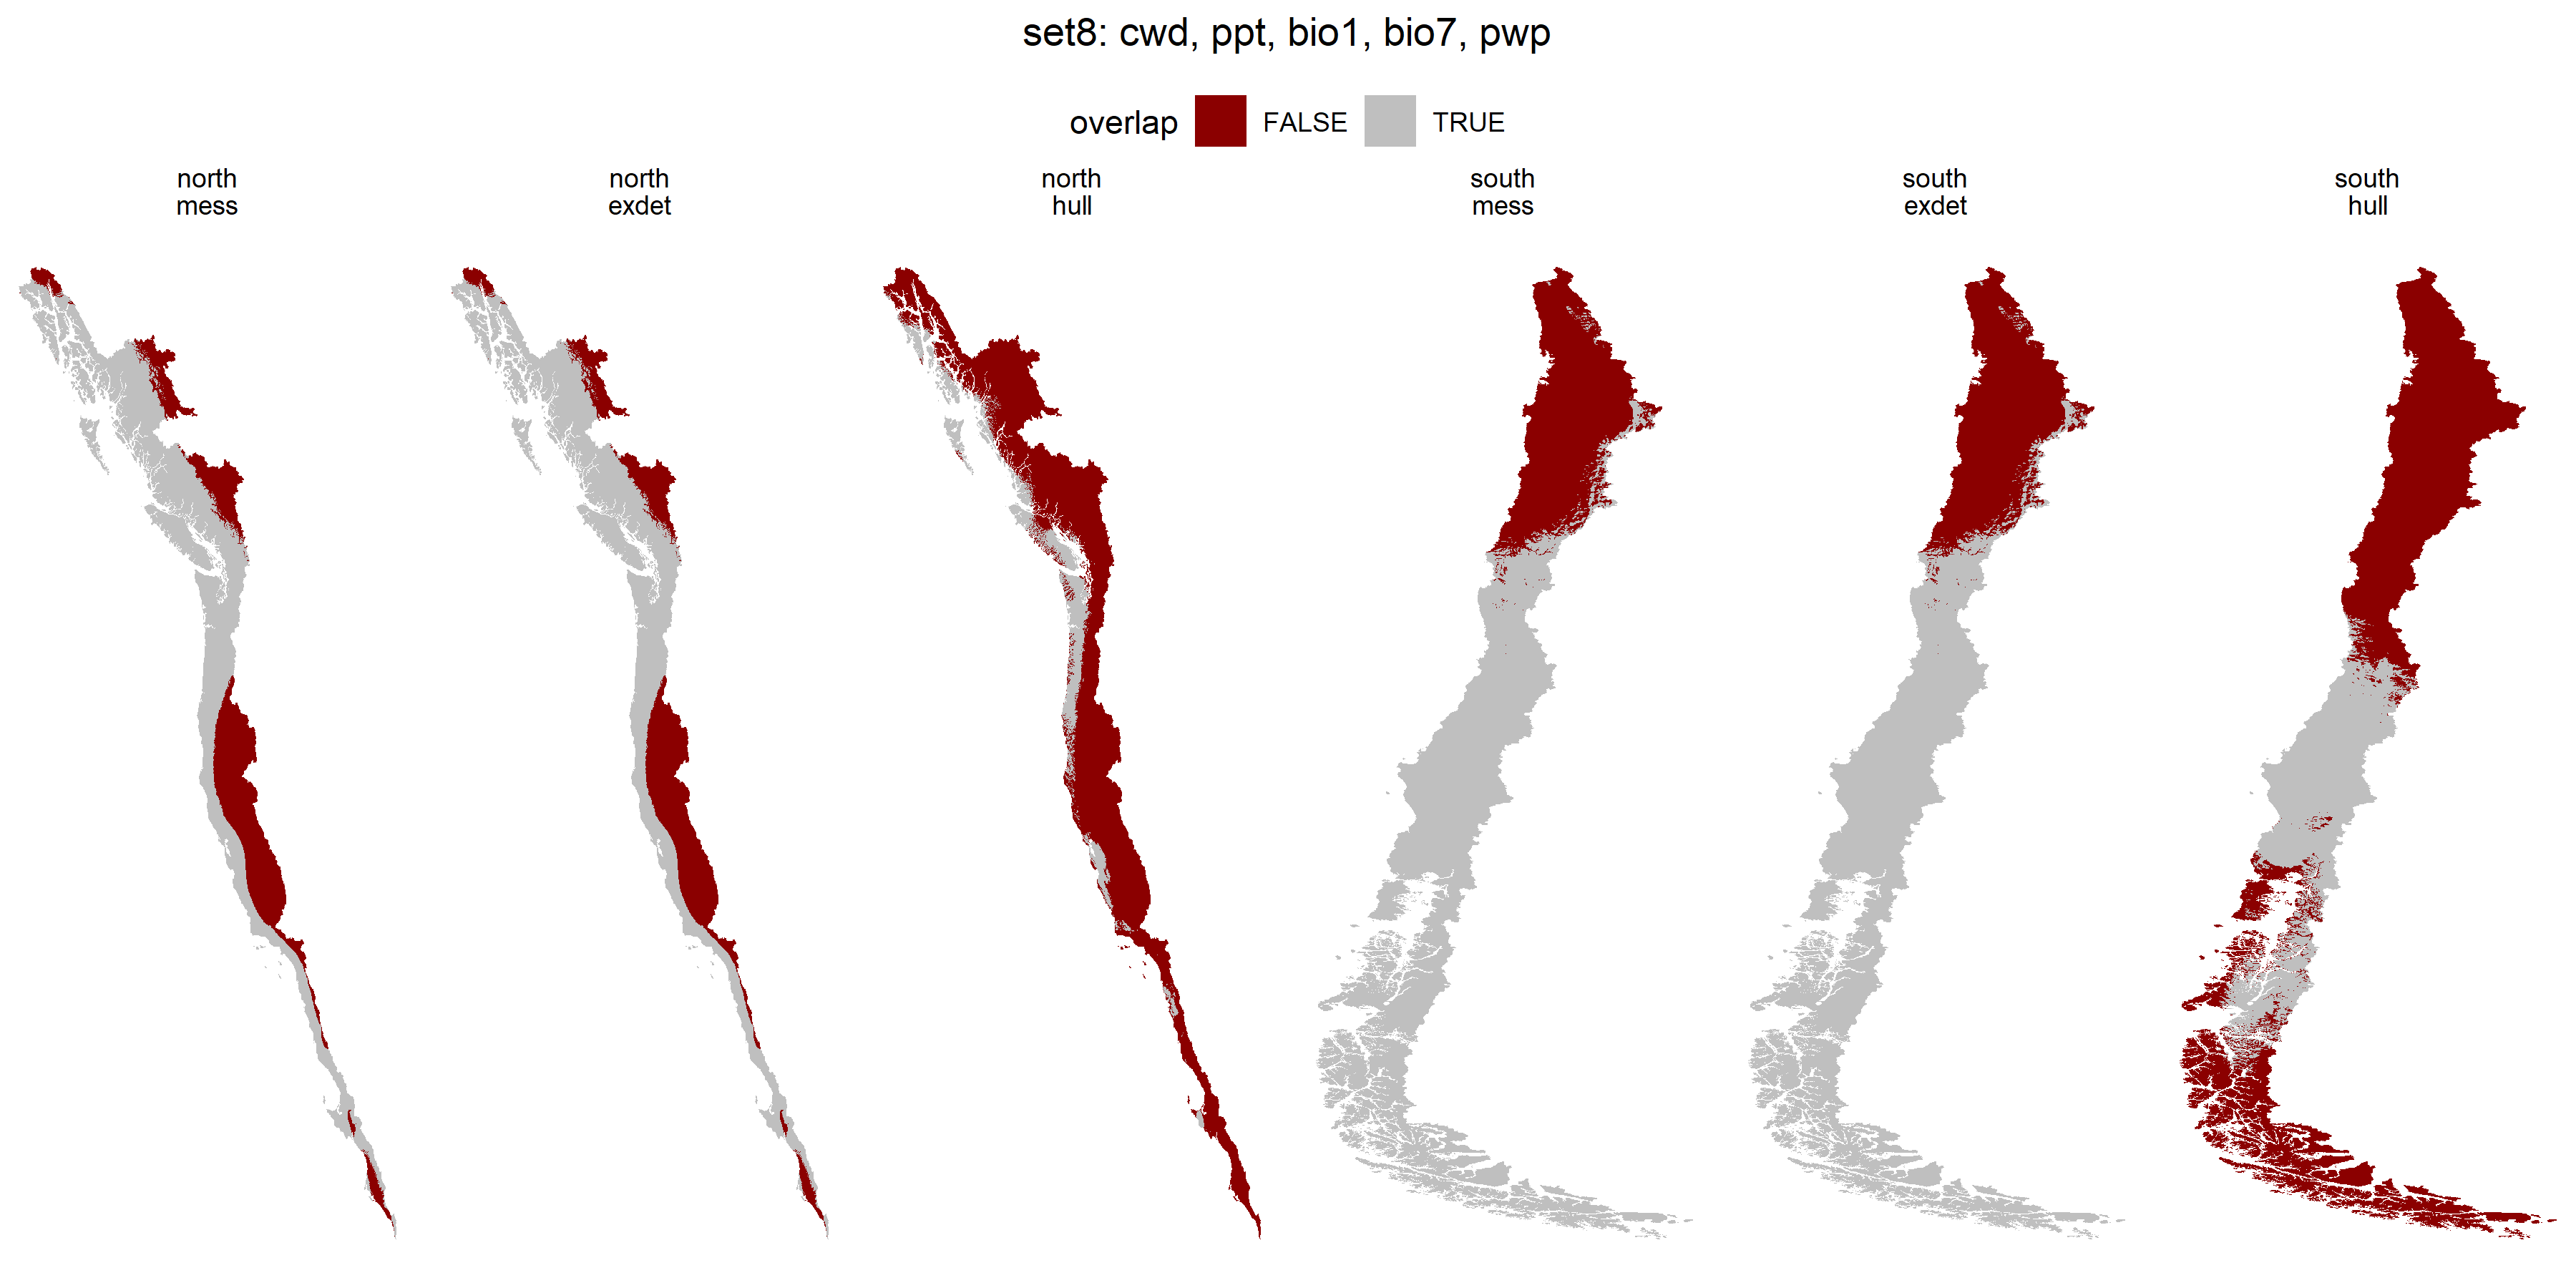 set8: cwd, ppt, bio1, bio7, pwp
overlap FALSE TRUE
north
mess
north
exdet
north
hull
south
mess
south
exdet
south
hull